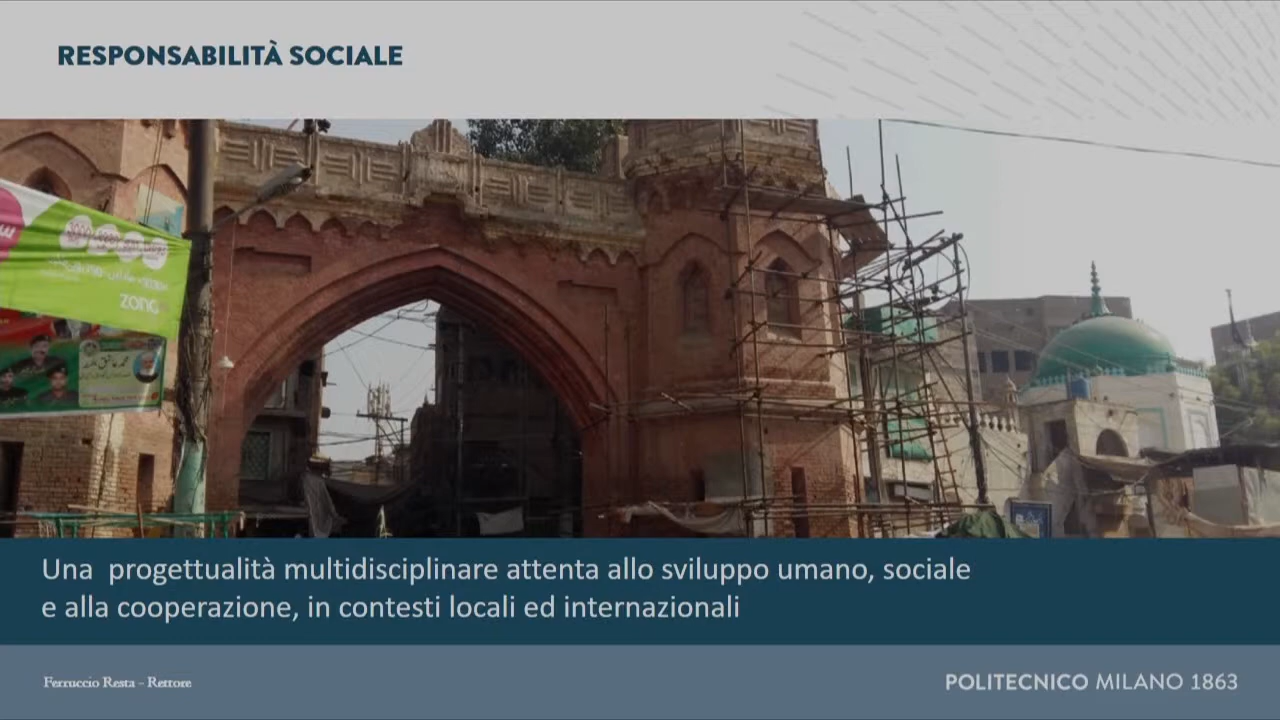 RESPONSABILITÀ SOCIALE
zong
Una progettualità multidisciplinare attenta allo sviluppo umano, sociale
e alla cooperazione, in contesti locali ed internazionali
Ferruccio Resta - Rettore
POLITECNICO MILANO 1863